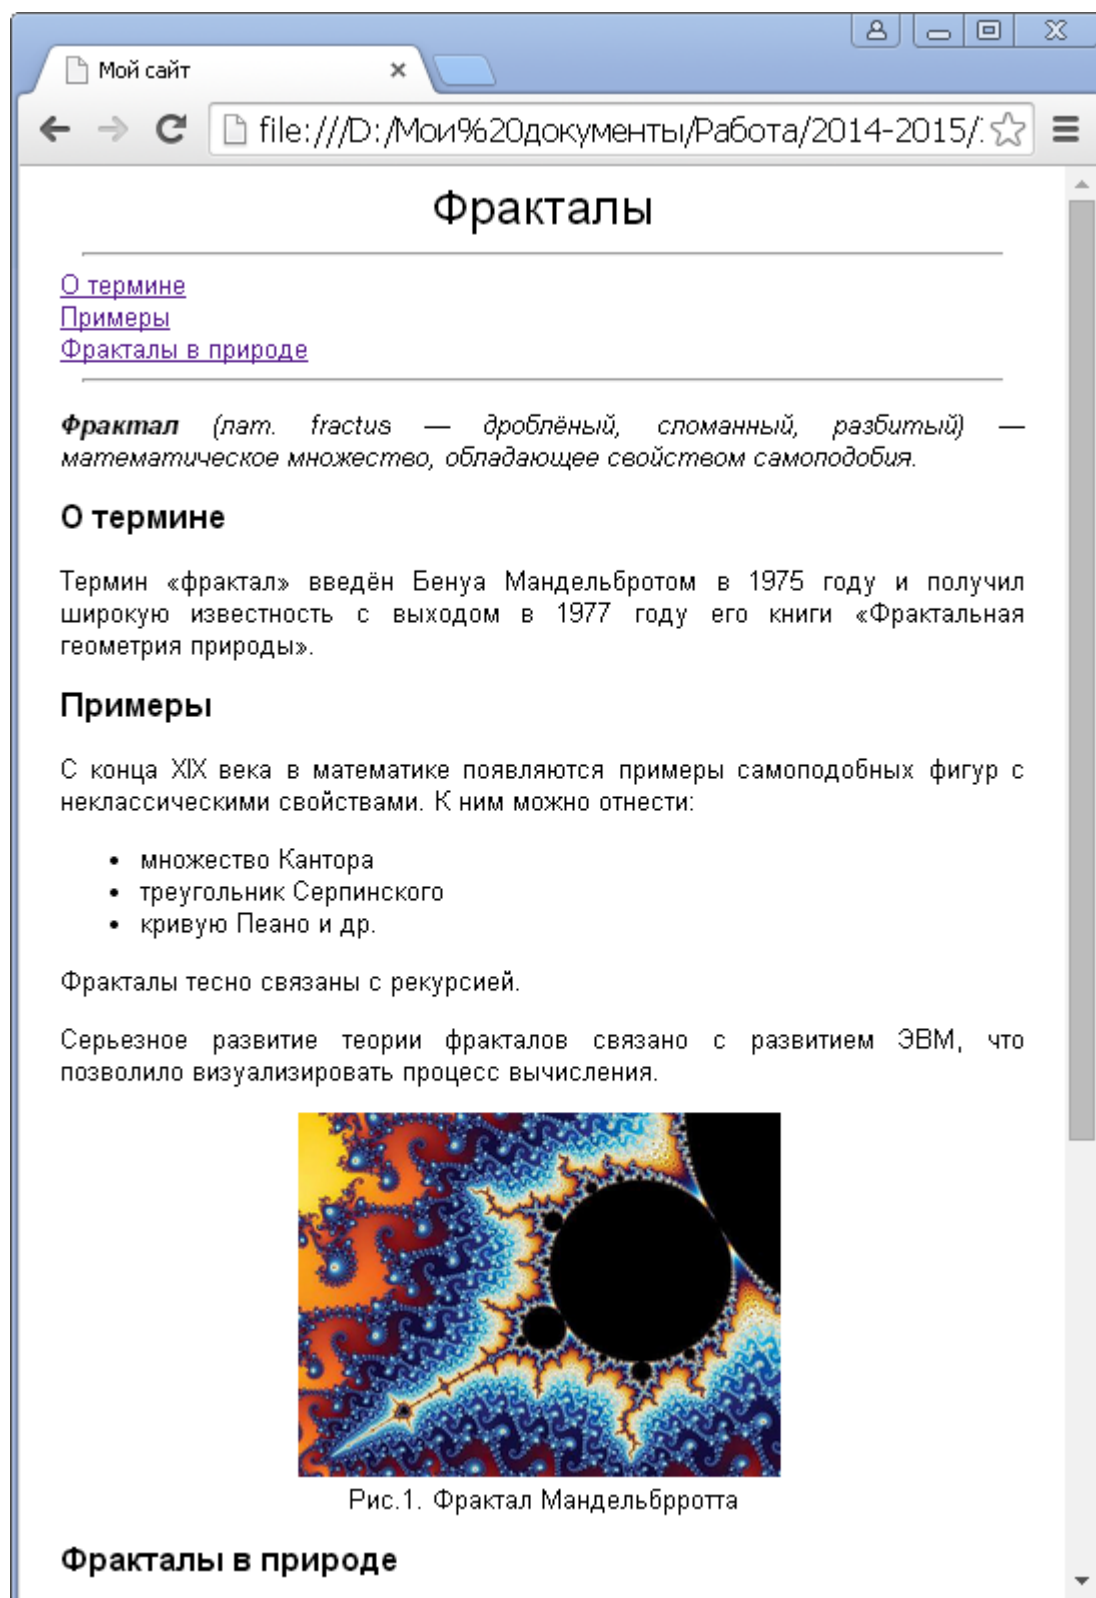 Мой сайт
file:///D:/Мои%20документы/Работа/2014-2015/
Фракталы
О термине
Примеры
Фракталы в природе
Фрактал (лат. fractus — дроблёный, сломанный, разбитый) —
математическое множество, обладающее свойством самоподобия.
О термине
Термин «фрактал» введён Бенуа Мандельбротом в 1975 году и получил
широкую известность с выходом в 1977 году его книги «Фрактальная
геометрия природы».
Примеры
С конца XIX века в математике появляются примеры самоподобных фигур с
неклассическими свойствами. К ним можно отнести:
• множество Кантора
• треугольник Серпинского
• кривую Пеано и др.
Фракталы тесно связаны с рекурсией.
Серьезное развитие теории фракталов связано с развитием ЭВМ, что
позволило визуализировать процесс вычисления.
Рис.1. Фрактал Мандельбрротта
Фракталы в природе